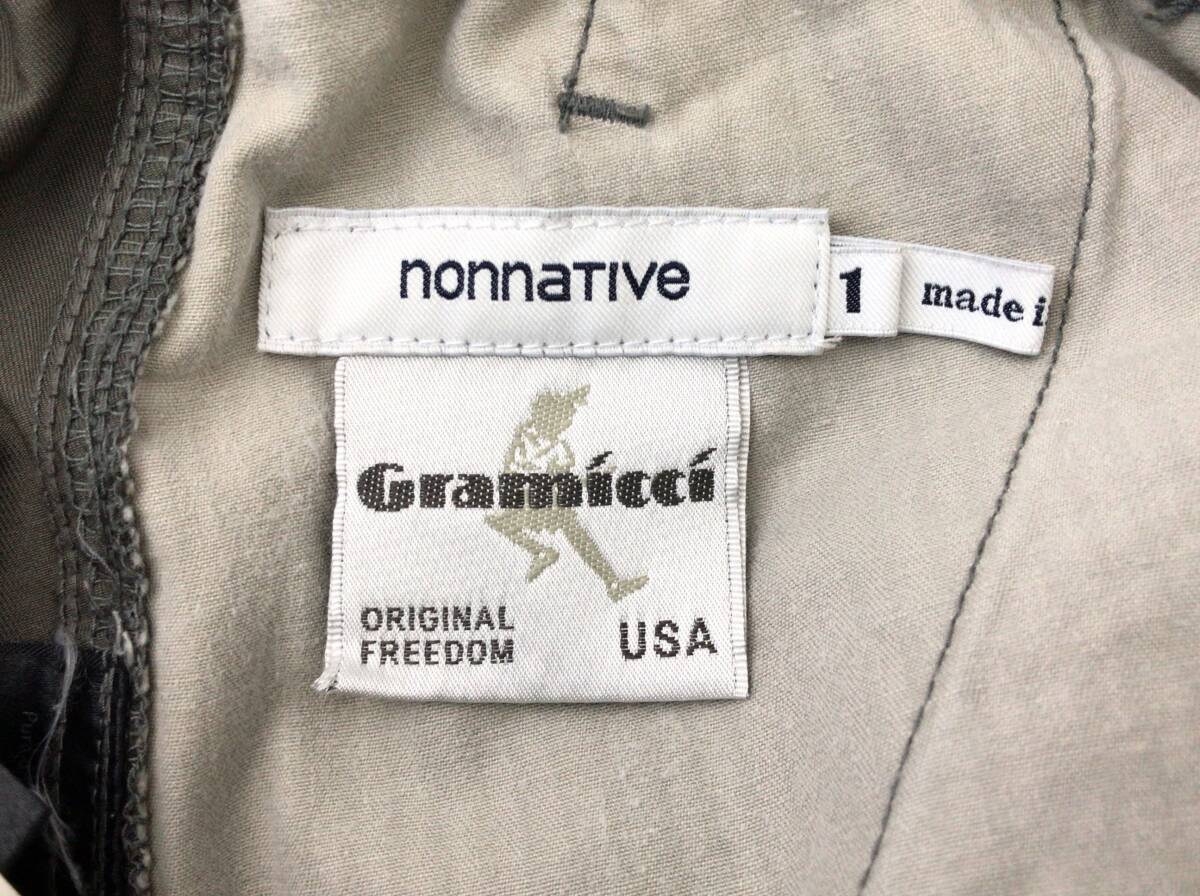 nonnative
1
made
Gramicci
ORIGINAL
FREEDOM
USA